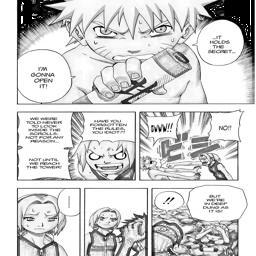 ...IT
HOLDS
THE
SECRET...
I'M
GONNA
OPEN
IT!
WE WERE
TOLD NEVER
TO LOOK
INSIDE THE
SCROLLS.
NOT FOR ANY
REASON...
NOT UNTIL
WE REACH
THE TOWER!
HAVE YOU
FORGOTTEN
THE RULES,
YOU IDIOT?!
NO!!
!!
BUT WE'RE
IN DEEP
DUNG AS
IT IS!